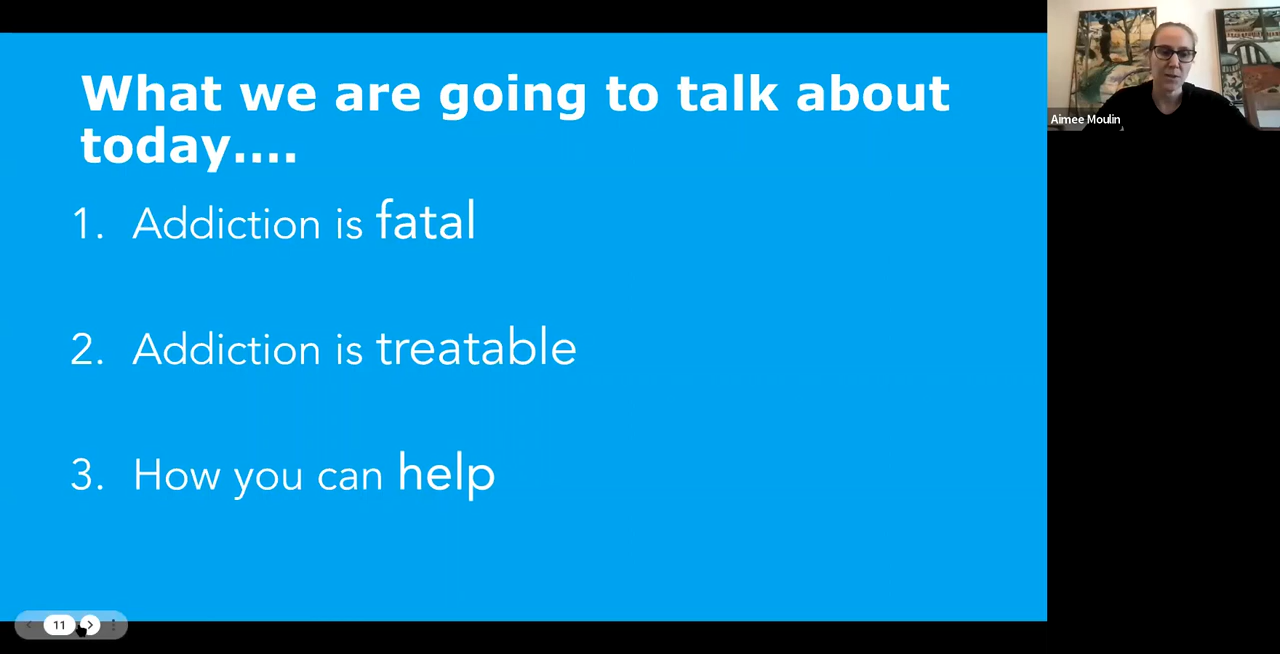 What we are going to talk about
today....
1. Addiction is fatal
2. Addiction is treatable
3. How you can help
Aimee Moulin
11